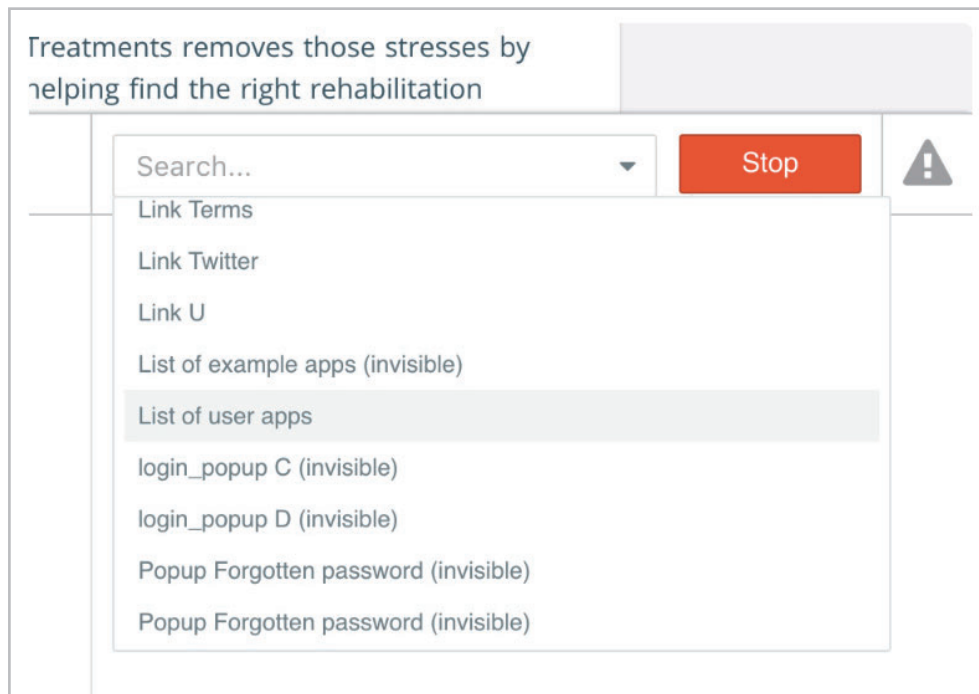 Treatments removes those stresses by
helping find the right rehabilitation
Search...
Stop
Link Terms
Link Twitter
Link U
List of example apps (invisible)
List of user apps
login_popup C (invisible)
login_popup D (invisible)
Popup Forgotten password (invisible)
Popup Forgotten password (invisible)